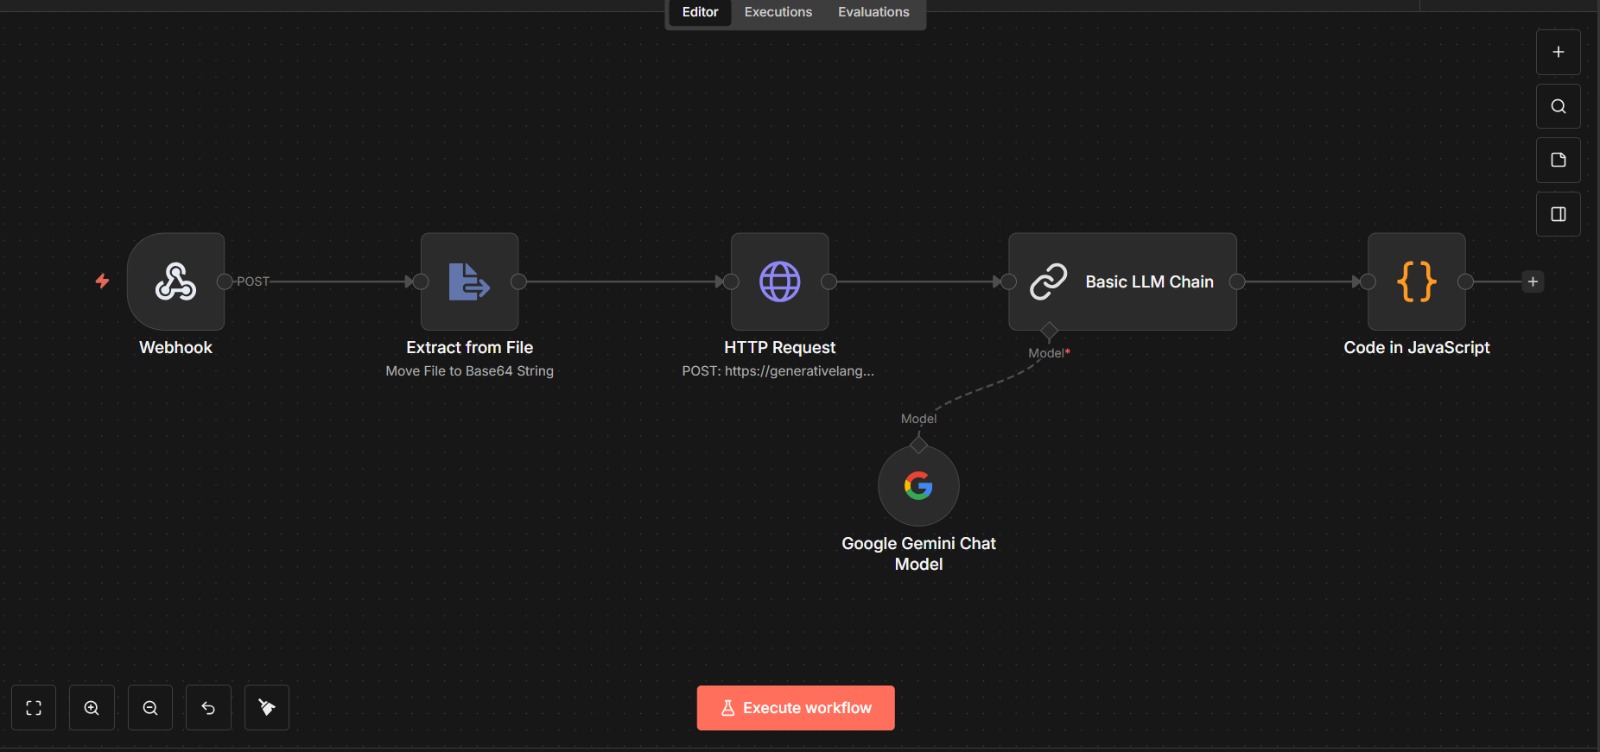 Editor Executions Evaluations
POST
Webhook
Extract from File
Move File to Base64 String
HTTP Request
POST: https://generativelang...
Basic LLM Chain
Model*
Model
Google Gemini Chat
Model
Code in JavaScript
Execute workflow